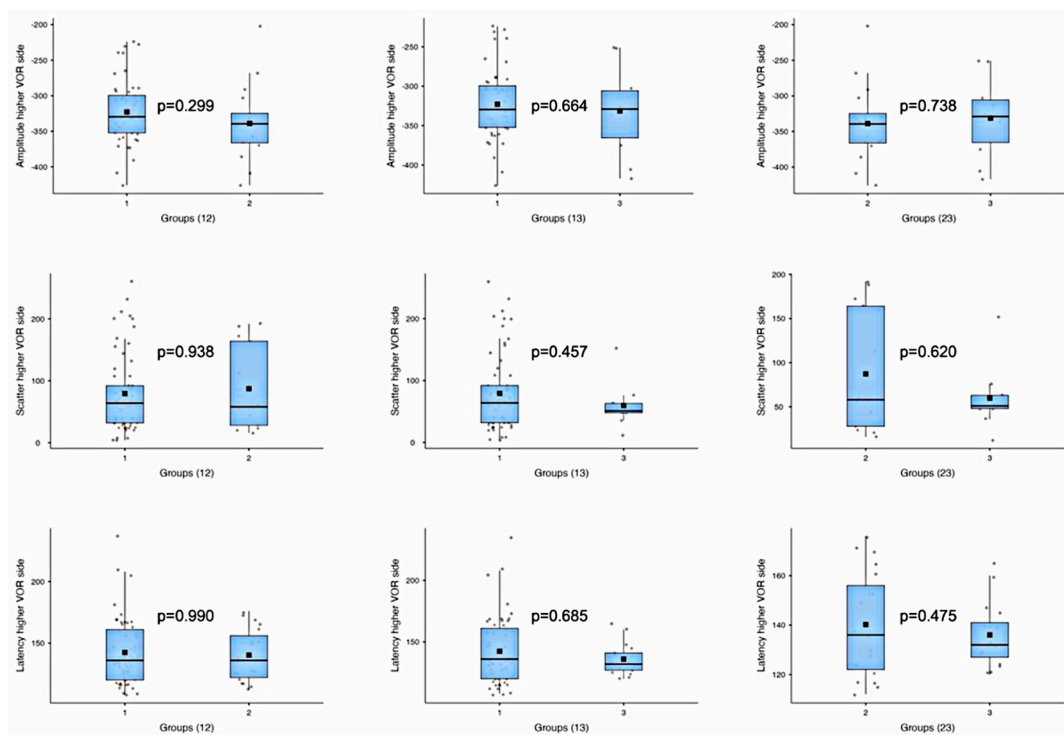 Amplitude higher VOR side
-200
-250
-300
-350
-400
p=0.299
1
2
Groups (12)
Amplitude higher VOR side
-200
-250
-300
-350
-400
p=0.664
1
3
Groups (13)
Amplitude higher VOR side
-200
-250
-300
-350
-400
p=0.738
2
3
Groups (23)
Scatter higher VOR side
200
100
0
p=0.938
1
2
Groups (12)
Scatter higher VOR side
200
100
0
p=0.457
1
3
Groups (13)
Scatter higher VOR side
200
150
100
50
p=0.620
2
3
Groups (23)
Latency higher VOR side
200
150
p=0.990
1
2
Groups (12)
Latency higher VOR side
200
150
p=0.685
1
3
Groups (13)
Latency higher VOR side
160
140
120
p=0.475
2
3
Groups (23)